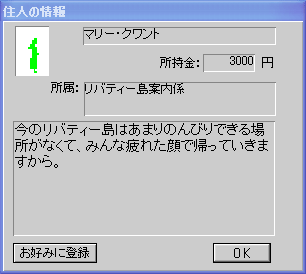 住人の情報
マリー・クワント
所持金: 3000 円
所属: リバティー島案内係
今のリバティー島はあまりのんびりできる場
所がなくて、みんな疲れた顔で帰っていきま
すから。
お好みに登録 OK